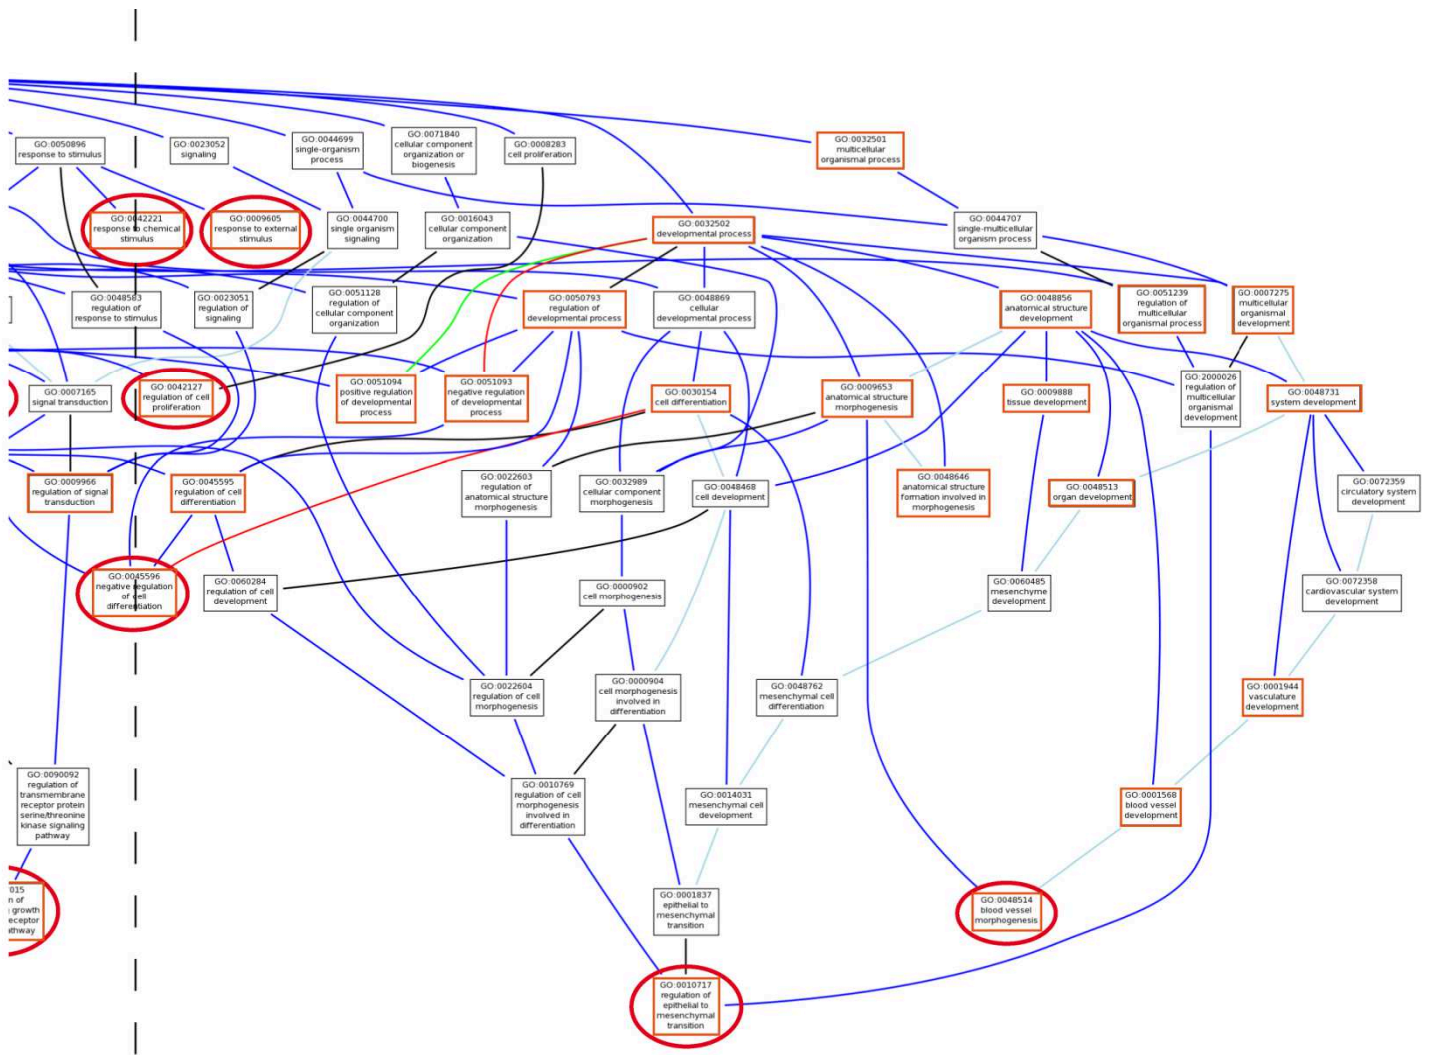 GO:0050896
response to stimulus
GO:0023052
signaling
GO:0044699
single-organism
process
GO:0071840
cellular component
organization or
biogenesis
GO:0008283
cell proliferation
GO:0032501
multicellular
organismal process
GO:0042221
response to chemical
stimulus
GO:0009605
response to external
stimulus
GO:0044700
single organism
signaling
GO:0016043
cellular component
organization
GO:0032502
developmental process
GO:0044707
single-multicellular
organism process
GO:0048583
regulation of
response to stimulus
GO:0023051
regulation of
signaling
GO:0051128
regulation of
cellular component
organization
GO:0050793
regulation of
developmental process
GO:0048869
cellular
developmental process
GO:0048856
anatomical structure
development
GO:0051239
regulation of
multicellular
organismal process
GO:0007275
multicellular
organismal
development
GO:0007165
signal transduction
GO:0042127
regulation of cell
proliferation
GO:0051094
positive regulation
of developmental
process
GO:0051093
negative regulation
of developmental
process
GO:0030154
cell differentiation
GO:0009653
anatomical structure
morphogenesis
GO:0009888
tissue development
GO:2000026
regulation of
multicellular
organismal
development
GO:0048731
system development
GO:0009966
regulation of signal
transduction
GO:0045595
regulation of cell
differentiation
GO:0022603
regulation of
anatomical structure
morphogenesis
GO:0032989
cellular component
morphogenesis
GO:0048468
cell development
GO:0048646
anatomical structure
formation involved in
morphogenesis
GO:0048513
organ development
GO:0072359
circulatory system
development
GO:0045596
negative regulation
of cell
differentiation
GO:0060284
regulation of cell
development
GO:0000902
cell morphogenesis
GO:0060485
mesenchyme
development
GO:0072358
cardiovascular system
development
GO:0022604
regulation of cell
morphogenesis
GO:0000904
cell morphogenesis
involved in
differentiation
GO:0048762
mesenchymal cell
differentiation
GO:0001944
vasculature
development
GO:0090092
regulation of
transmembrane
receptor protein
serine/threonine
kinase signaling
pathway
GO:0010769
regulation of cell
morphogenesis
involved in
differentiation
GO:0014031
mesenchymal cell
development
GO:0001568
blood vessel
development
015
n of
growth
eceptor
athway
GO:0001837
epithelial to
mesenchymal
transition
GO:0048514
blood vessel
morphogenesis
GO:0010717
regulation of
epithelial to
mesenchymal
transition